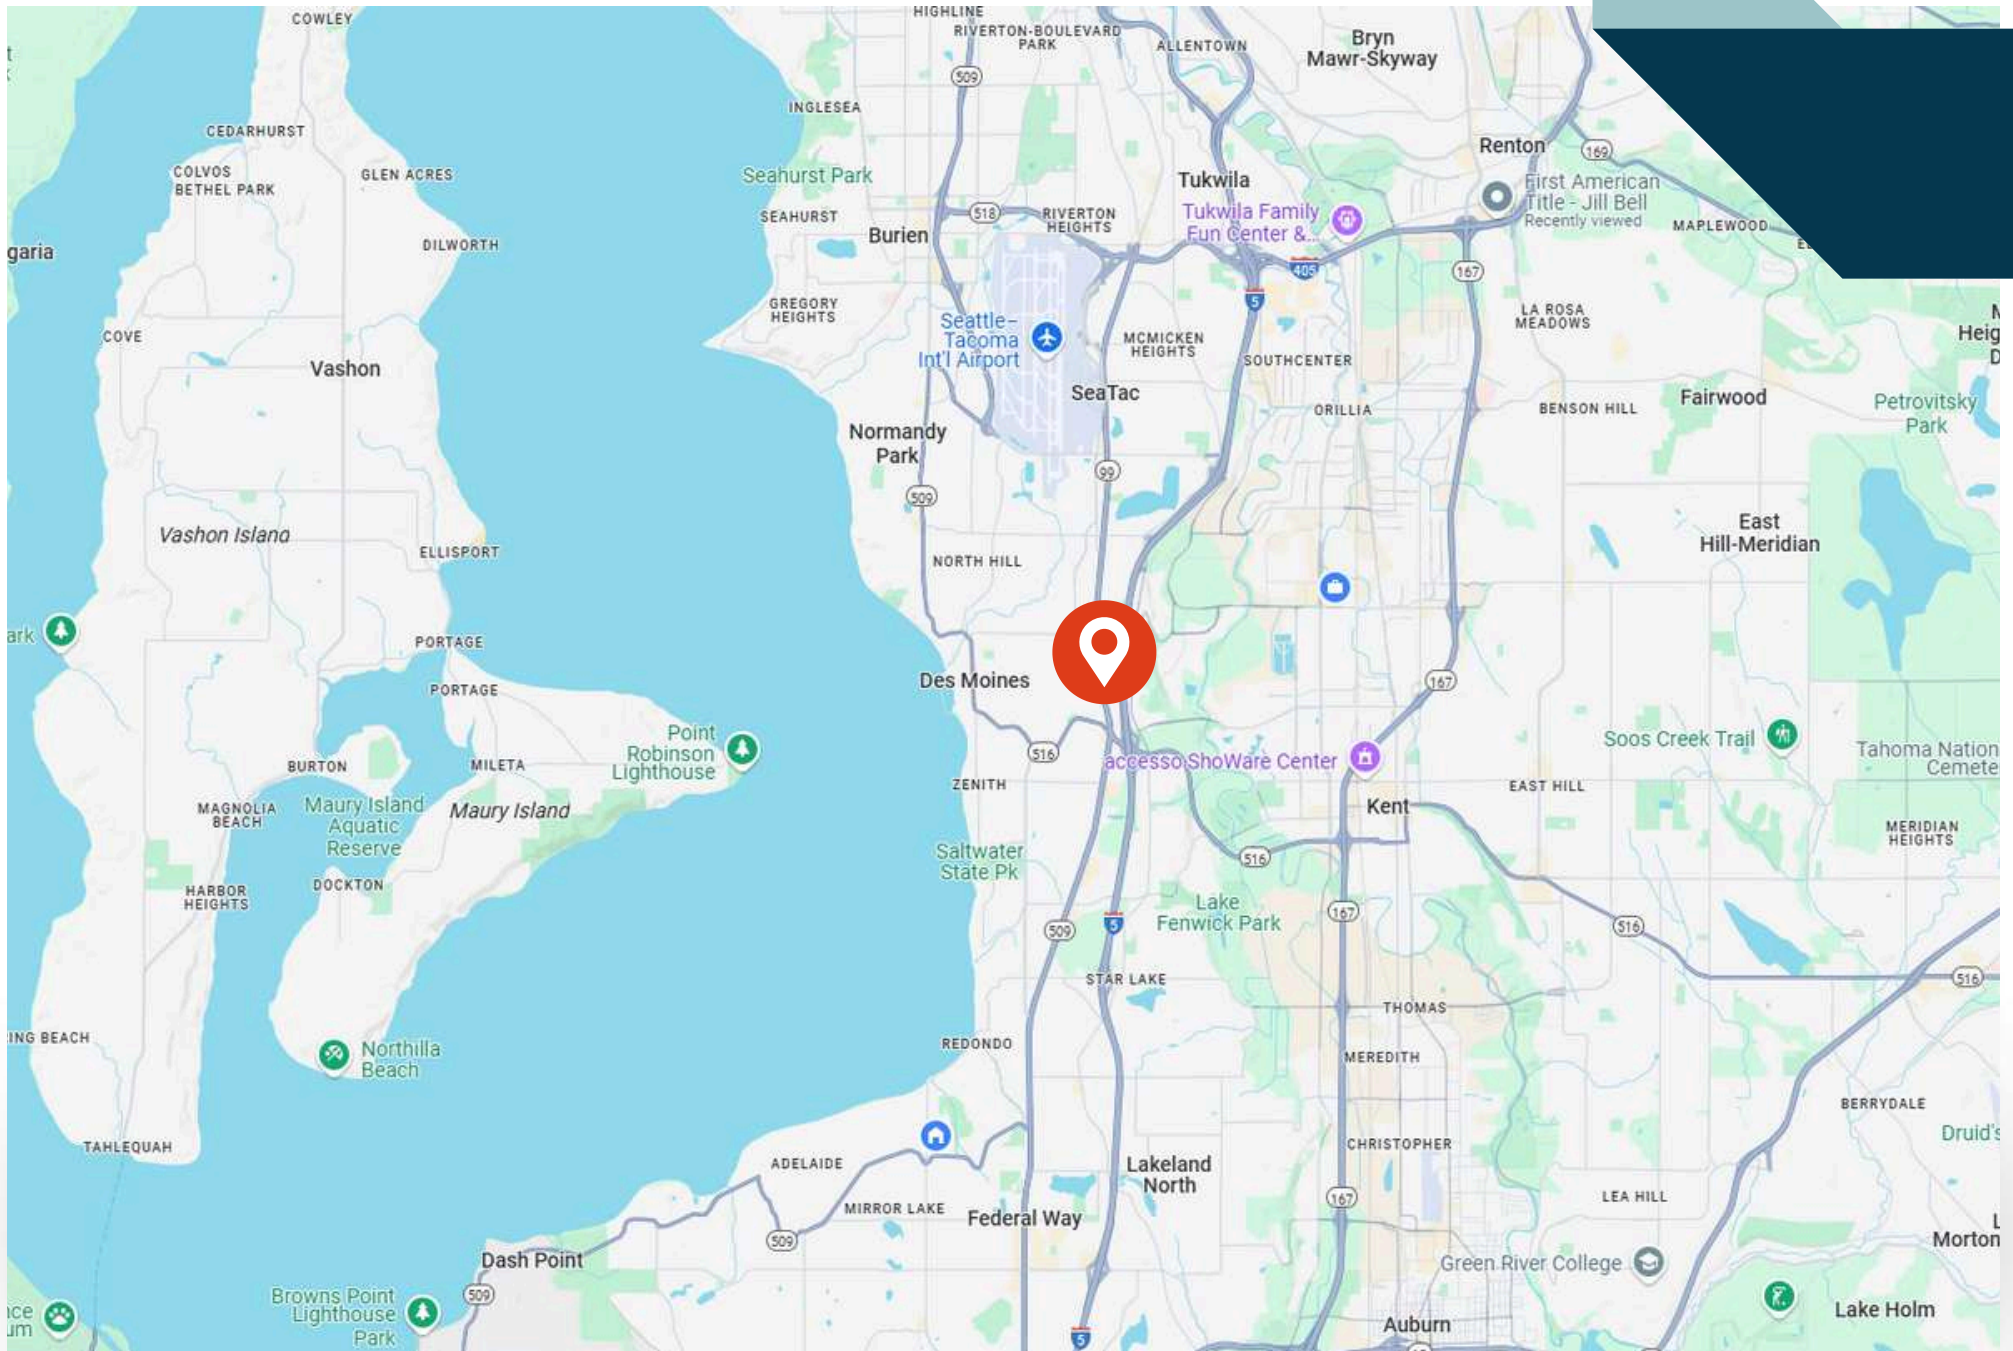 COWLEY
HIGHLINE
RIVERTON-BOULEVARD
PARK
ALLENTOWN
Bryn
Mawr-Skyway
509
INGLESEA
CEDARHURST
Renton
169
COLVOS
BETHEL PARK
GLEN ACRES
Seahurst Park
Tukwila
First American
Title - Jill Bell
Recently viewed
SEAHURST
518
RIVERTON
HEIGHTS
Tukwila Family
Fun Center &...
MAPLEWOOD
Burien
DILWORTH
garia
405
167
5
GREGORY
HEIGHTS
LA ROSA
MEADOWS
Seattle–
Tacoma
Int'l Airport
COVE
MCMICKEN
HEIGHTS
SOUTHCENTER
Heig
Vashon
SeaTac
ORILLIA
BENSON HILL
Fairwood
Petrovitsky
Park
Normandy
Park
99
509
Vashon Island
East
Hill-Meridian
ELLISPORT
NORTH HILL
ark
PORTAGE
PORTAGE
Des Moines
167
Point
Robinson
Lighthouse
516
Soos Creek Trail
Tahoma Nation
Cemete
BURTON
MILETA
accesso ShoWare Center
ZENITH
EAST HILL
MAGNOLIA
BEACH
Maury Island
Aquatic
Reserve
Maury Island
Kent
MERIDIAN
HEIGHTS
Saltwater
State Pk
516
DOCKTON
HARBOR
HEIGHTS
Lake
Fenwick Park
167
509
5
516
STAR LAKE
516
THOMAS
ING BEACH
Northilla
Beach
REDONDO
MEREDITH
BERRYDALE
Druid's
TAHLEQUAH
ADELAIDE
CHRISTOPHER
Lakeland
North
MIRROR LAKE
167
LEA HILL
Federal Way
509
Morton
Dash Point
Green River College
Browns Point
Lighthouse
Park
509
Lake Holm
nce
um
5
Auburn